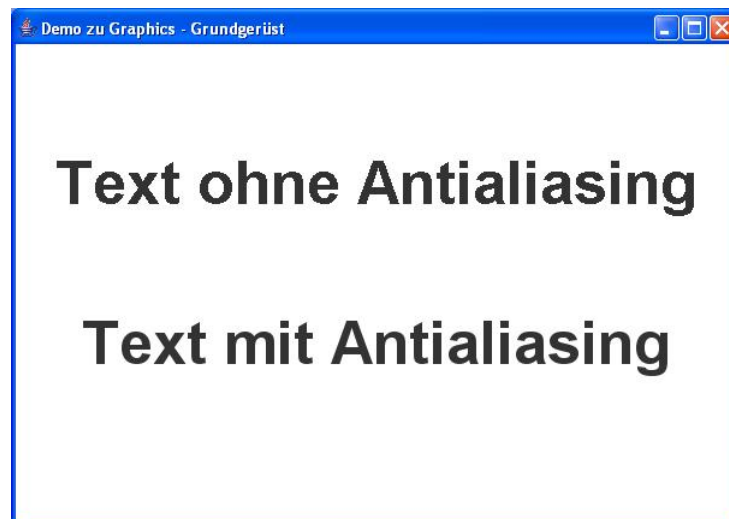 Demo zu Graphics - Grundgerüst
Text ohne Antialiasing
Text mit Antialiasing